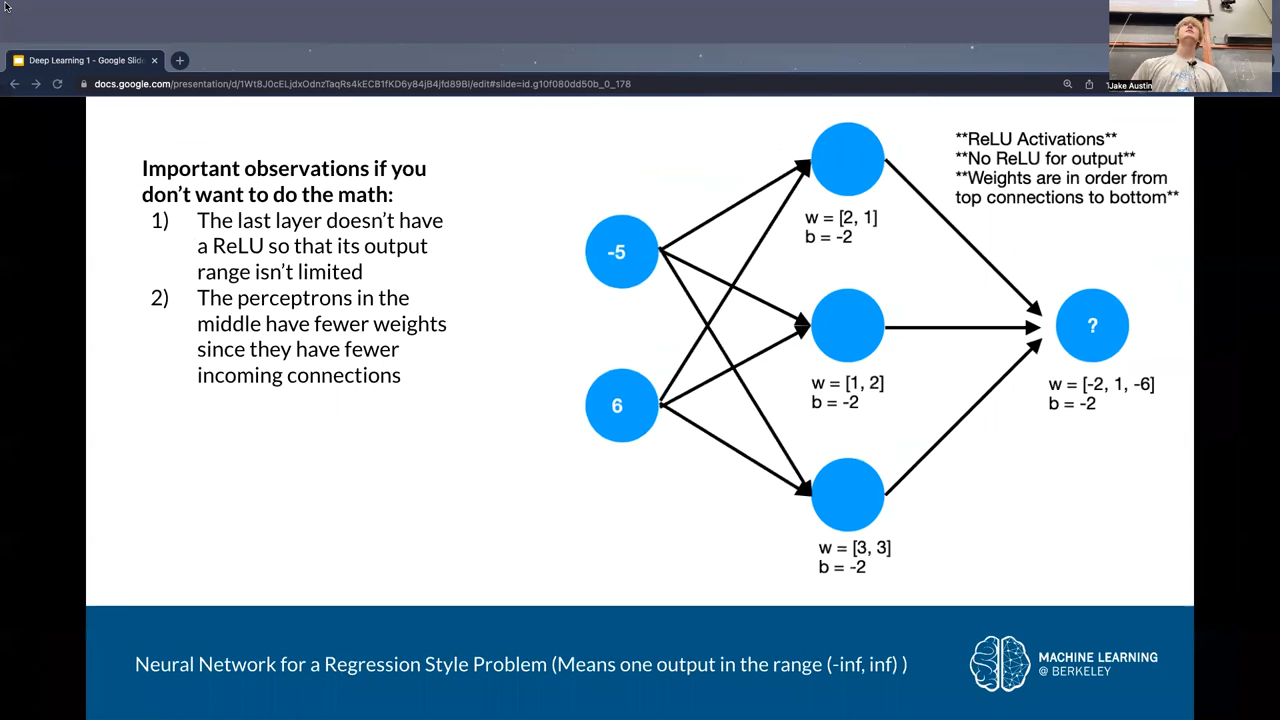 Deep Learning 1 - Google Slid
docs.google.com/presentation/d/1Wt8J0cELjdxOdnzTaqRs4kECB1fKD6y84jB4jfd89BI/edit#slide=id.g10f080dd50b_0_178
Jake Austin
Important observations if you
don't want to do the math:
1) The last layer doesn't have
a ReLU so that its output
range isn't limited
2) The perceptrons in the
middle have fewer weights
since they have fewer
incoming connections
-5
6
w = [2, 1]
b = -2
w = [1, 2]
b = -2
w = [3, 3]
b = -2
**ReLU Activations**
**No ReLU for output**
**Weights are in order from
top connections to bottom**
?
w = [-2, 1, -6]
b = -2
Neural Network for a Regression Style Problem (Means one output in the range (-inf, inf) )
MACHINE LEARNING
@ BERKELEY